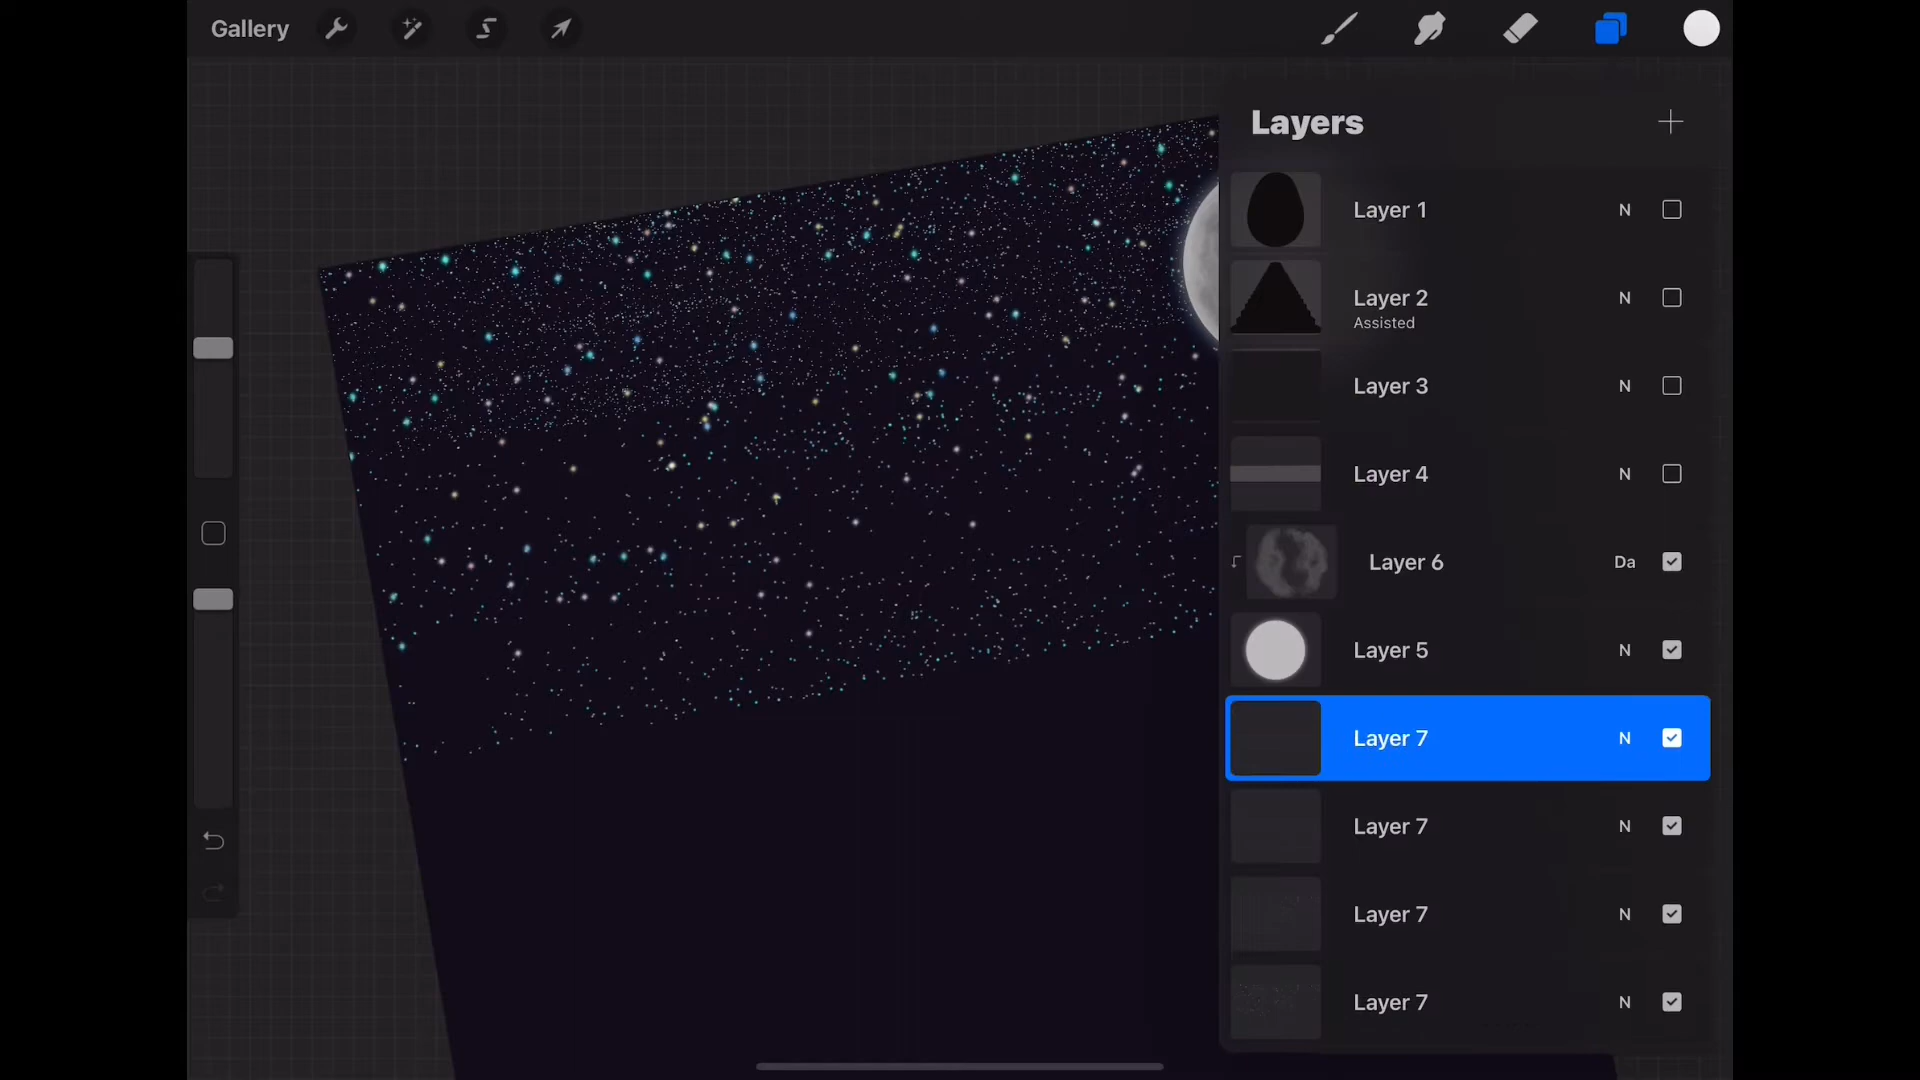 Gallery
Layers
Layer 1 N
Layer 2 N
Assisted
Layer 3 N
Layer 4 N
Layer 6 Da
Layer 5 N
Layer 7 N
Layer 7 N
Layer 7 N
Layer 7 N